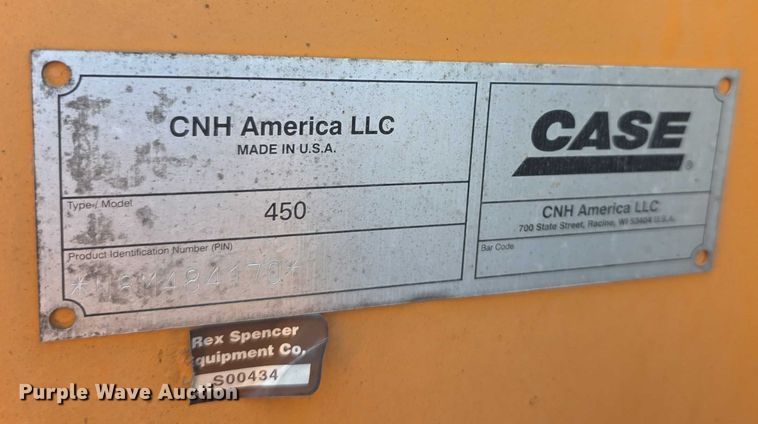 CNH America LLC
MADE IN U.S.A.
Type / Model
450
Product Identification Number (PIN)
CASE
®
CNH America LLC
700 State Street, Racine, WI 53404 U.S.A.
Bar Code
Rex Spencer
Equipment Co.
S00434
Purple Wave Auction